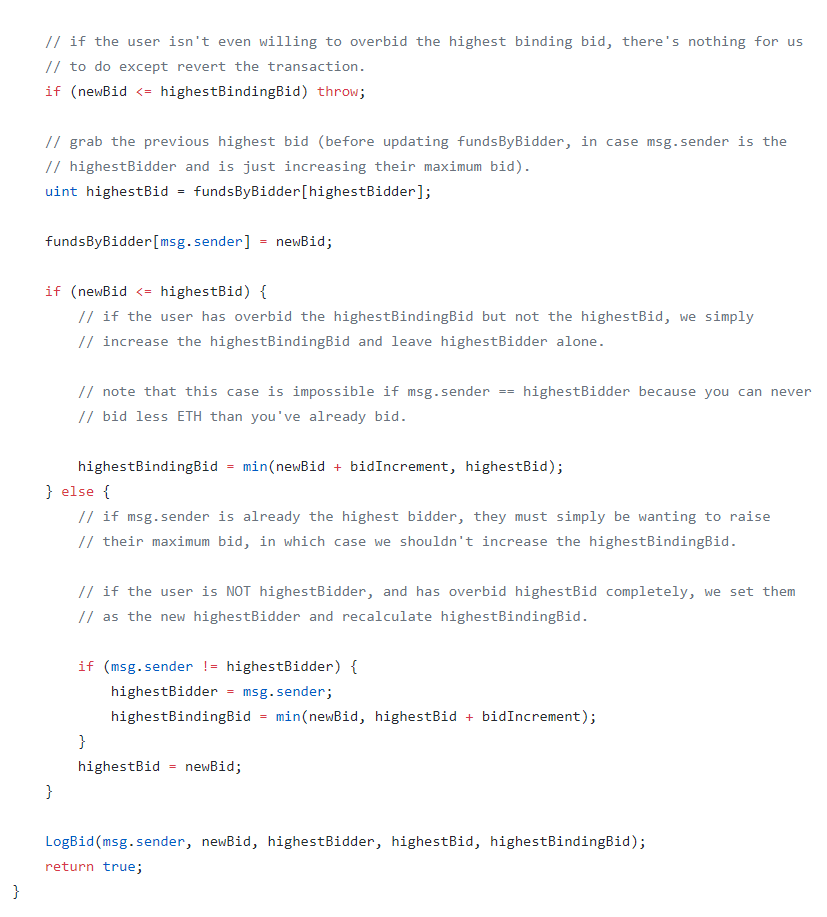 // if the user isn't even willing to overbid the highest binding bid, there's nothing for us
// to do except revert the transaction.
if (newBid <= highestBindingBid) throw;
// grab the previous highest bid (before updating fundsByBidder, in case msg.sender is the
// highestBidder and is just increasing their maximum bid).
uint highestBid = fundsByBidder[highestBidder];
fundsByBidder[msg.sender] = newBid;
if (newBid <= highestBid) {
// if the user has overbid the highestBindingBid but not the highestBid, we simply
// increase the highestBindingBid and leave highestBidder alone.
// note that this case is impossible if msg.sender == highestBidder because you can never
// bid less ETH than you've already bid.
highestBindingBid = min(newBid + bidIncrement, highestBid);
} else {
// if msg.sender is already the highest bidder, they must simply be wanting to raise
// their maximum bid, in which case we shouldn't increase the highestBindingBid.
// if the user is NOT highestBidder, and has overbid highestBid completely, we set them
// as the new highestBidder and recalculate highestBindingBid.
if (msg.sender != highestBidder) {
highestBidder = msg.sender;
highestBindingBid = min(newBid, highestBid + bidIncrement);
}
highestBid = newBid;
}
LogBid(msg.sender, newBid, highestBidder, highestBid, highestBindingBid);
return true;
}